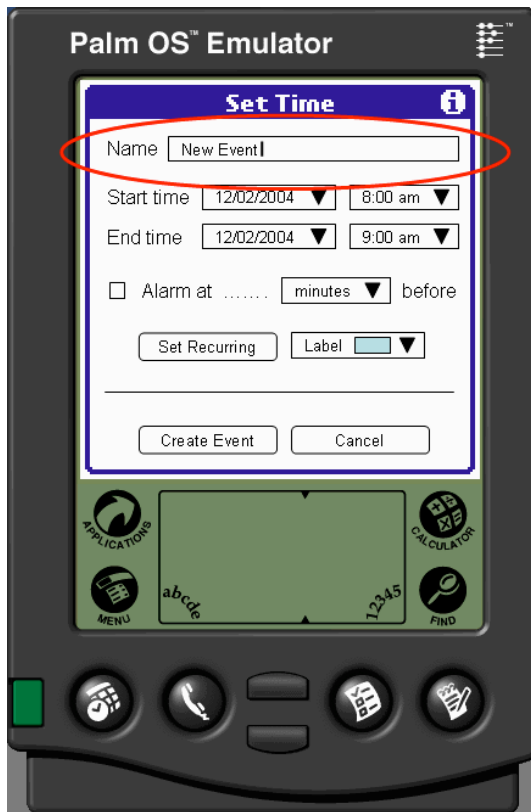 Palm OS™ Emulator
™
Set Time
Name New Event
Start time 12/02/2004 8:00 am
End time 12/02/2004 9:00 am
Alarm at ....... minutes before
Set Recurring Label
Create Event Cancel
APPLICATIONS CALCULATOR
abcde 12345
MENU FIND